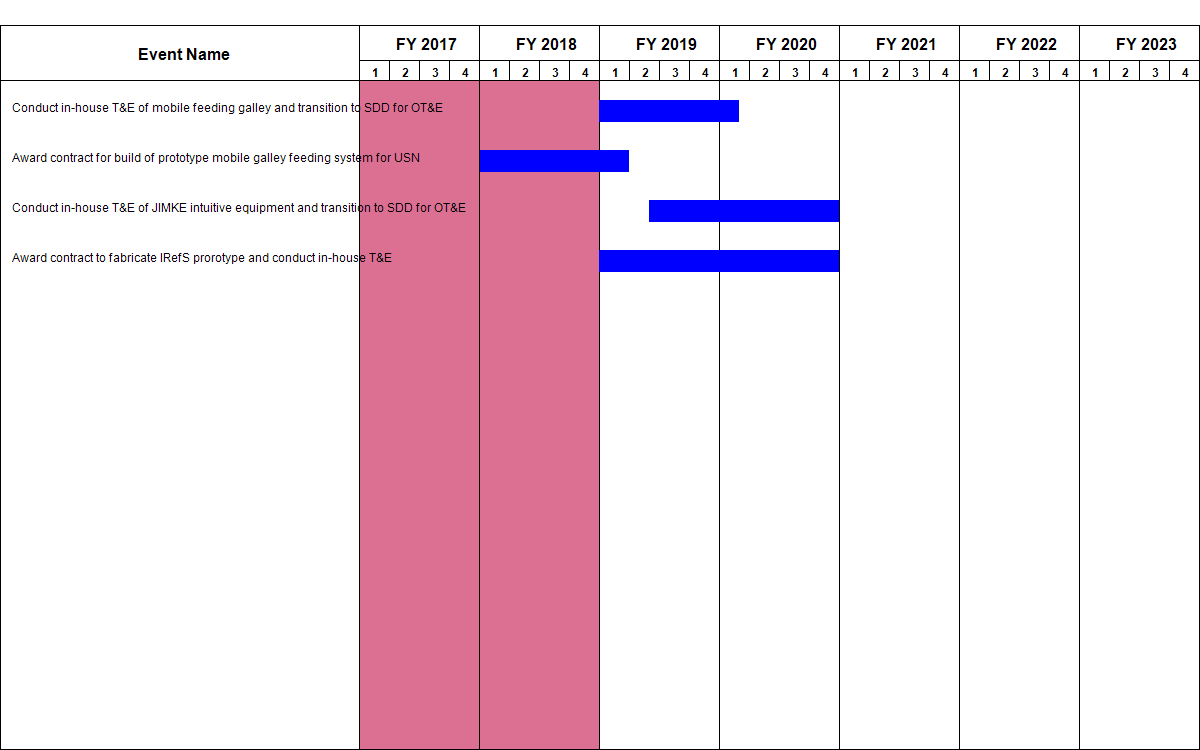 Event Name FY 2017 FY 2018 FY 2019 FY 2020 FY 2021 FY 2022 FY 2023
1 2 3 4 1 2 3 4 1 2 3 4 1 2 3 4 1 2 3 4 1 2 3 4 1 2 3 4
Conduct in-house T&E of mobile feeding galley and transition to SDD for OT&E
Award contract for build of prototype mobile galley feeding system for USN
Conduct in-house T&E of JIMKE intuitive equipment and transition to SDD for OT&E
Award contract to fabricate IRefS prorotype and conduct in-house T&E